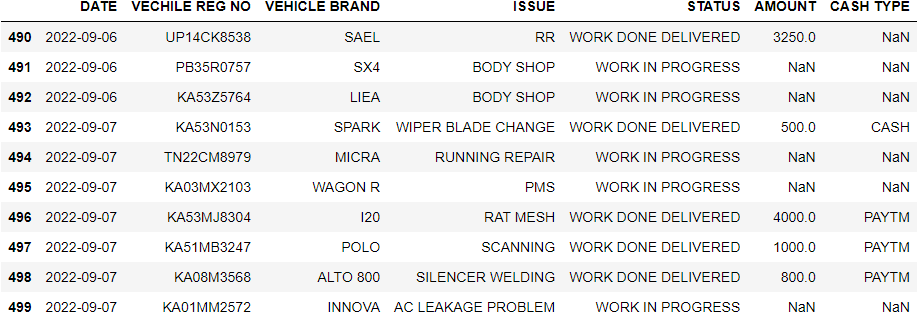 DATE VECHILE REG NO VEHICLE BRAND ISSUE STATUS AMOUNT CASH TYPE
490 2022-09-06 UP14CK8538 SAEL RR WORK DONE DELIVERED 3250.0 NaN
491 2022-09-06 PB35R0757 SX4 BODY SHOP WORK IN PROGRESS NaN NaN
492 2022-09-06 KA53Z5764 LIEA BODY SHOP WORK IN PROGRESS NaN NaN
493 2022-09-07 KA53N0153 SPARK WIPER BLADE CHANGE WORK DONE DELIVERED 500.0 CASH
494 2022-09-07 TN22CM8979 MICRA RUNNING REPAIR WORK IN PROGRESS NaN NaN
495 2022-09-07 KA03MX2103 WAGON R PMS WORK IN PROGRESS NaN NaN
496 2022-09-07 KA53MJ8304 I20 RAT MESH WORK DONE DELIVERED 4000.0 PAYTM
497 2022-09-07 KA51MB3247 POLO SCANNING WORK DONE DELIVERED 1000.0 PAYTM
498 2022-09-07 KA08M3568 ALTO 800 SILENCER WELDING WORK DONE DELIVERED 800.0 PAYTM
499 2022-09-07 KA01MM2572 INNOVA AC LEAKAGE PROBLEM WORK IN PROGRESS NaN NaN